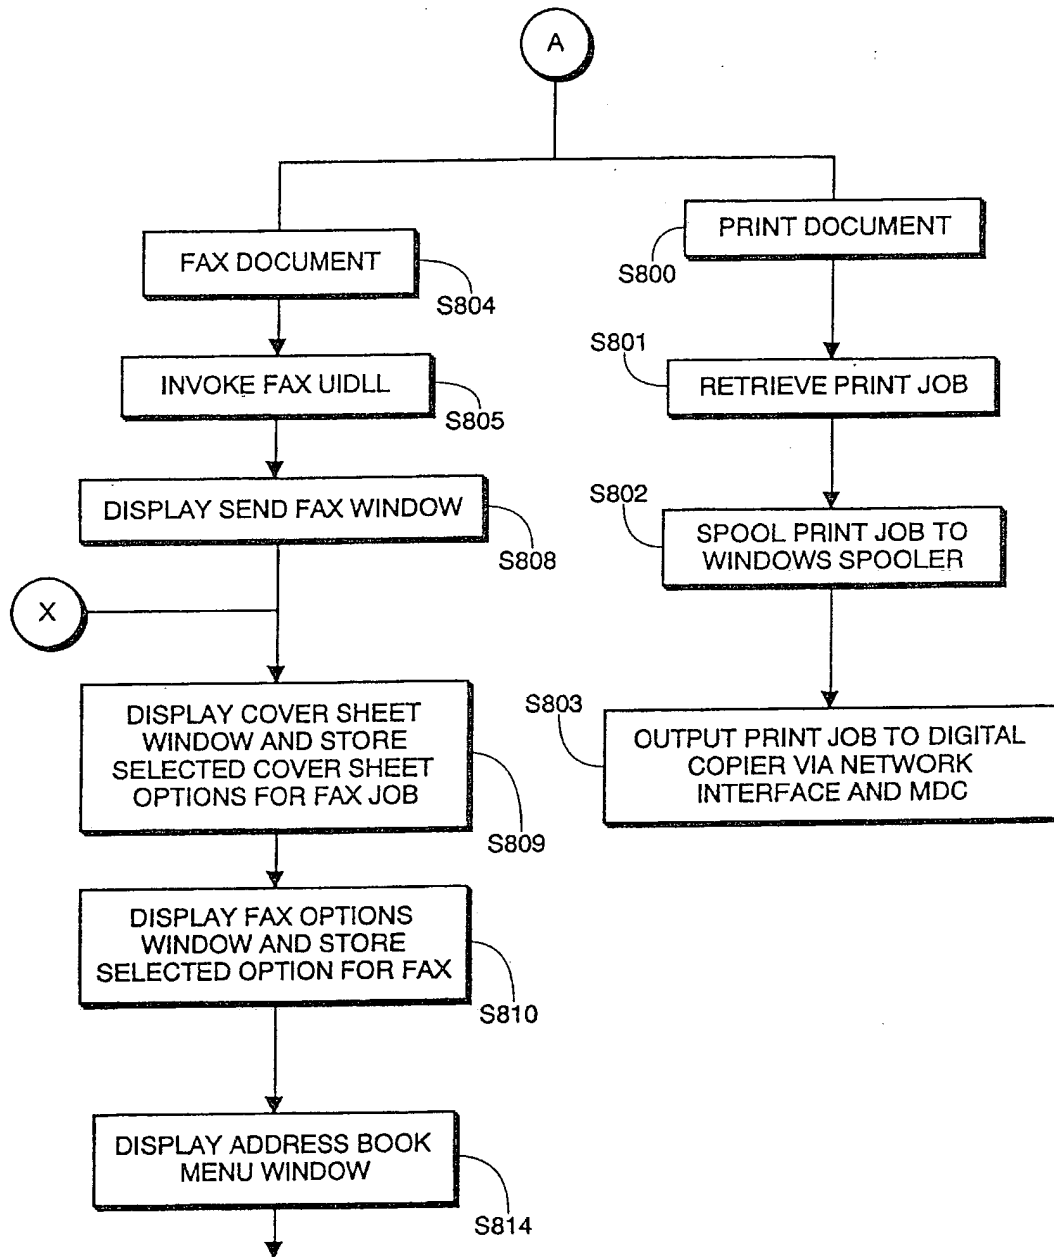 A
FAX DOCUMENT
S804
INVOKE FAX UIDLL
S805
DISPLAY SEND FAX WINDOW
S808
X
DISPLAY COVER SHEET
WINDOW AND STORE
SELECTED COVER SHEET
OPTIONS FOR FAX JOB
S809
DISPLAY FAX OPTIONS
WINDOW AND STORE
SELECTED OPTION FOR FAX
S810
DISPLAY ADDRESS BOOK
MENU WINDOW
S814
PRINT DOCUMENT
S800
S801
RETRIEVE PRINT JOB
S802
SPOOL PRINT JOB TO
WINDOWS SPOOLER
S803
OUTPUT PRINT JOB TO DIGITAL
COPIER VIA NETWORK
INTERFACE AND MDC